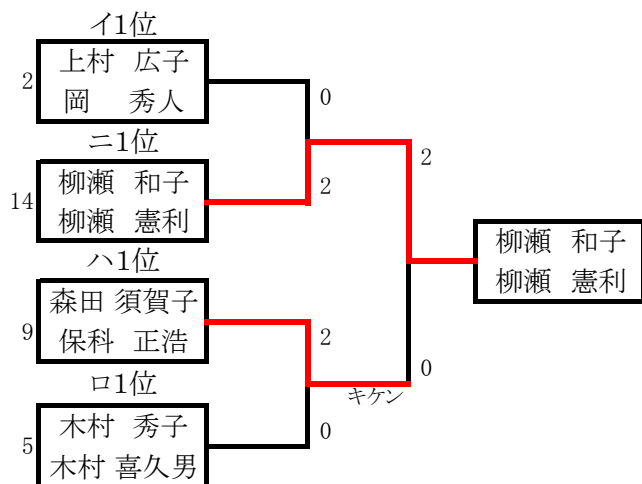 イ1位
2
上村 広子
岡 秀人
0
ニ1位
2
14
柳瀬 和子
柳瀬 憲利
2
柳瀬 和子
柳瀬 憲利
ハ1位
9
森田 須賀子
保科 正浩
2
0
ロ1位
キケン
5
木村 秀子
木村 喜久男
0